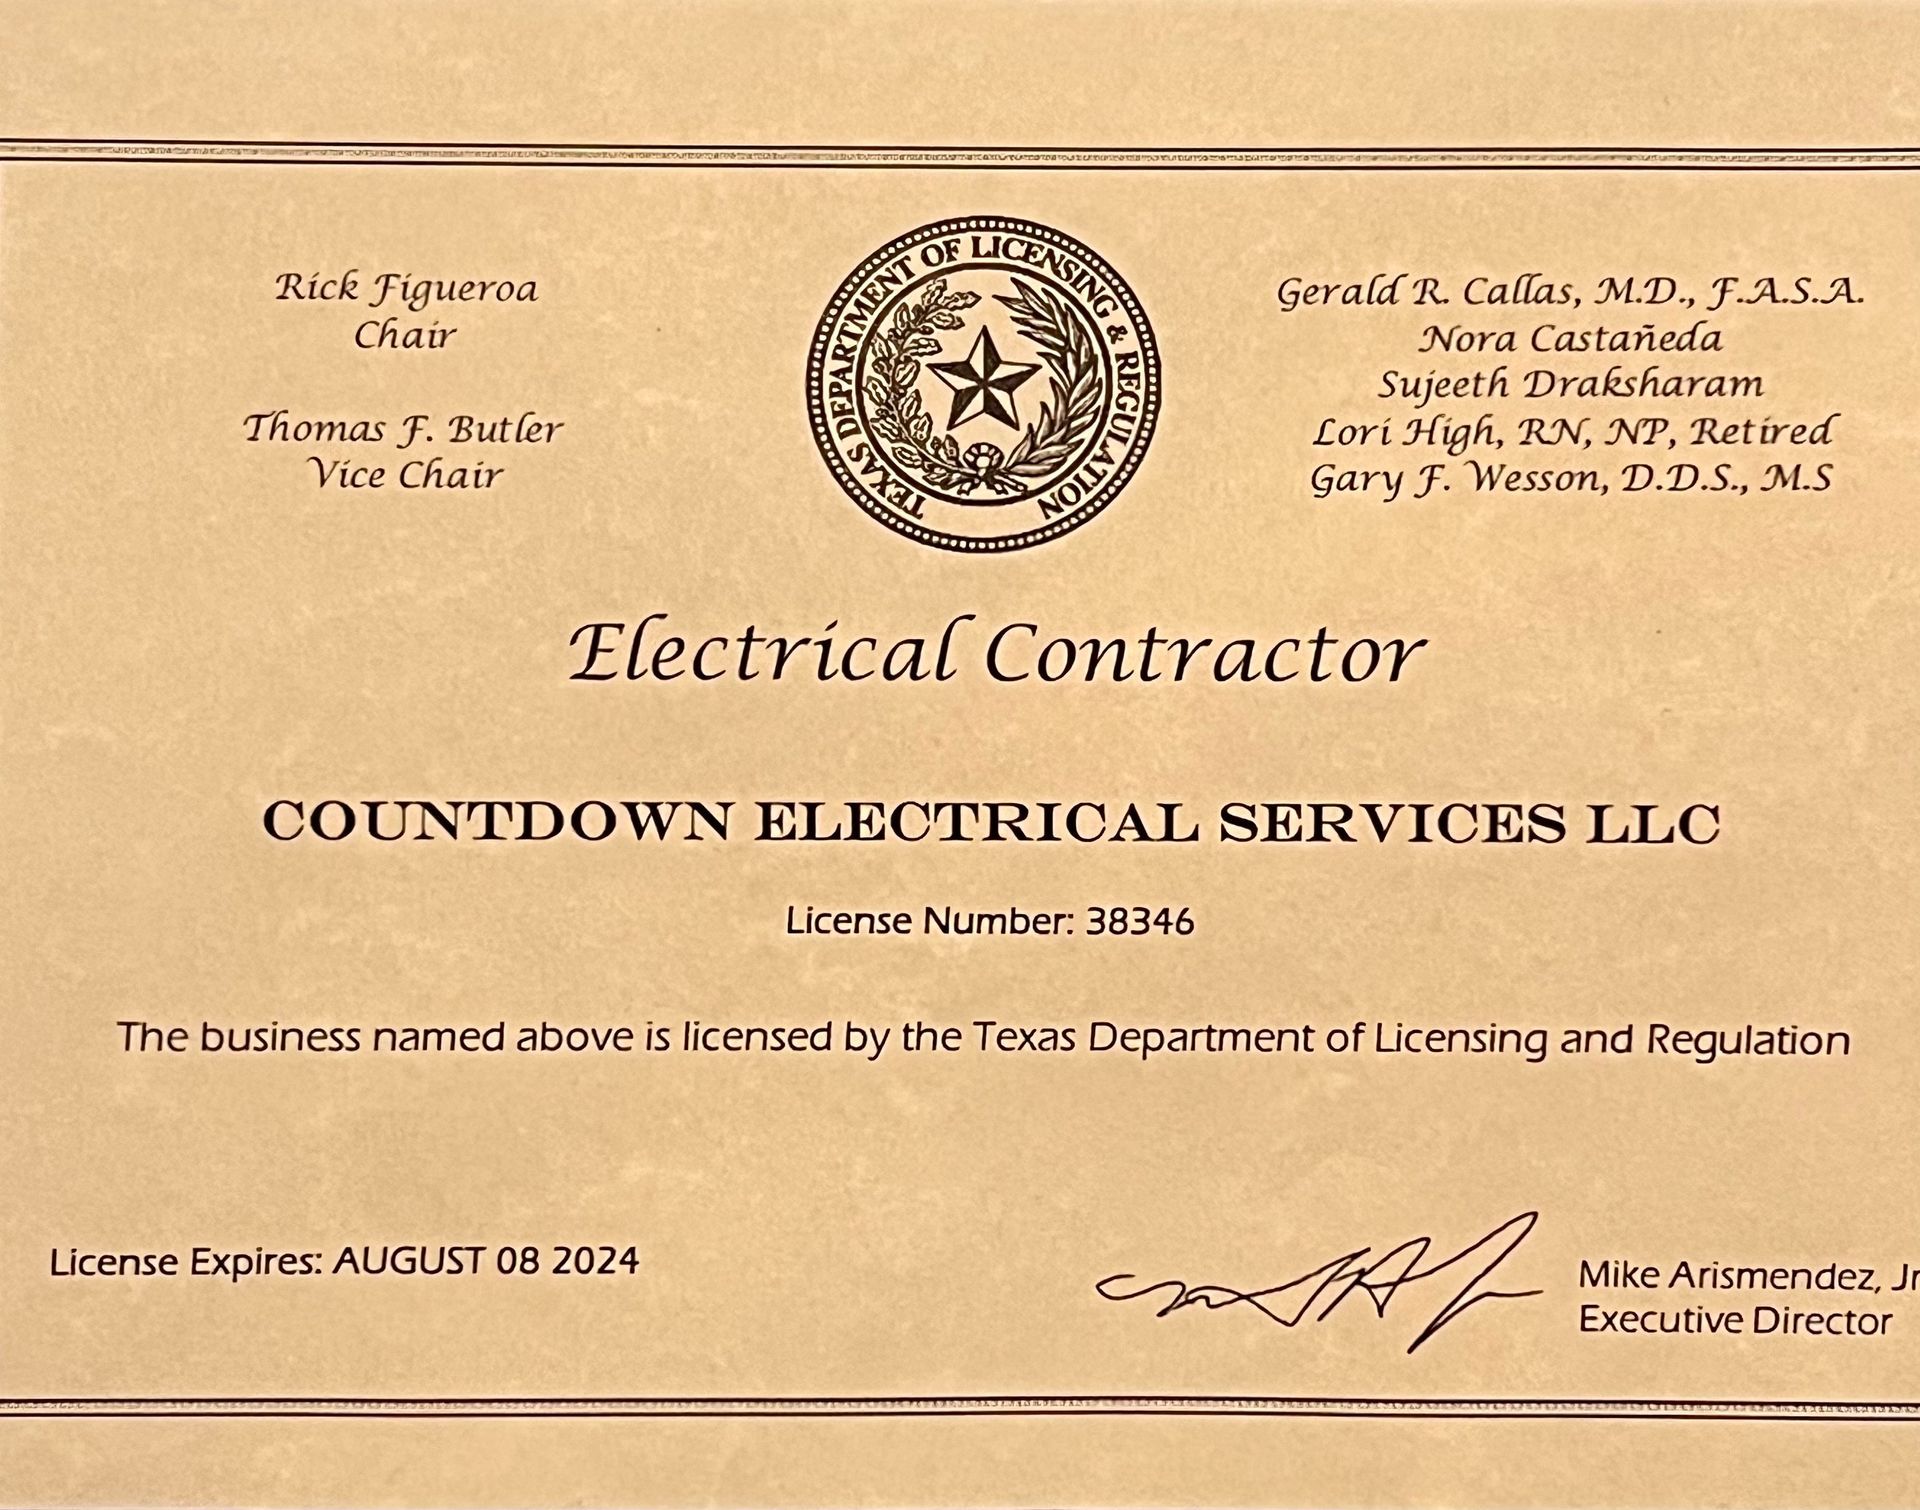 Rick Figueroa
Chair
Thomas F. Butler
Vice Chair
TEXAS DEPARTMENT OF LICENSING & REGULATION
Gerald R. Callas, M.D., F.A.S.A.
Nora Castañeda
Sujeeth Draksharam
Lori High, RN, NP, Retired
Gary F. Wesson, D.D.S., M.S
Electrical Contractor
COUNTDOWN ELECTRICAL SERVICES LLC
License Number: 38346
The business named above is licensed by the Texas Department of Licensing and Regulation
License Expires: AUGUST 08 2024
Mike Arismendez, Jr
Executive Director